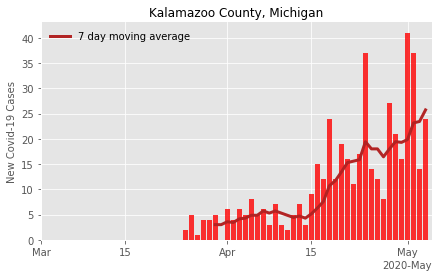 Kalamazoo County, Michigan
7 day moving average
New Covid-19 Cases
40
35
30
25
20
15
10
5
0
Mar 15 Apr 15 May
2020-May